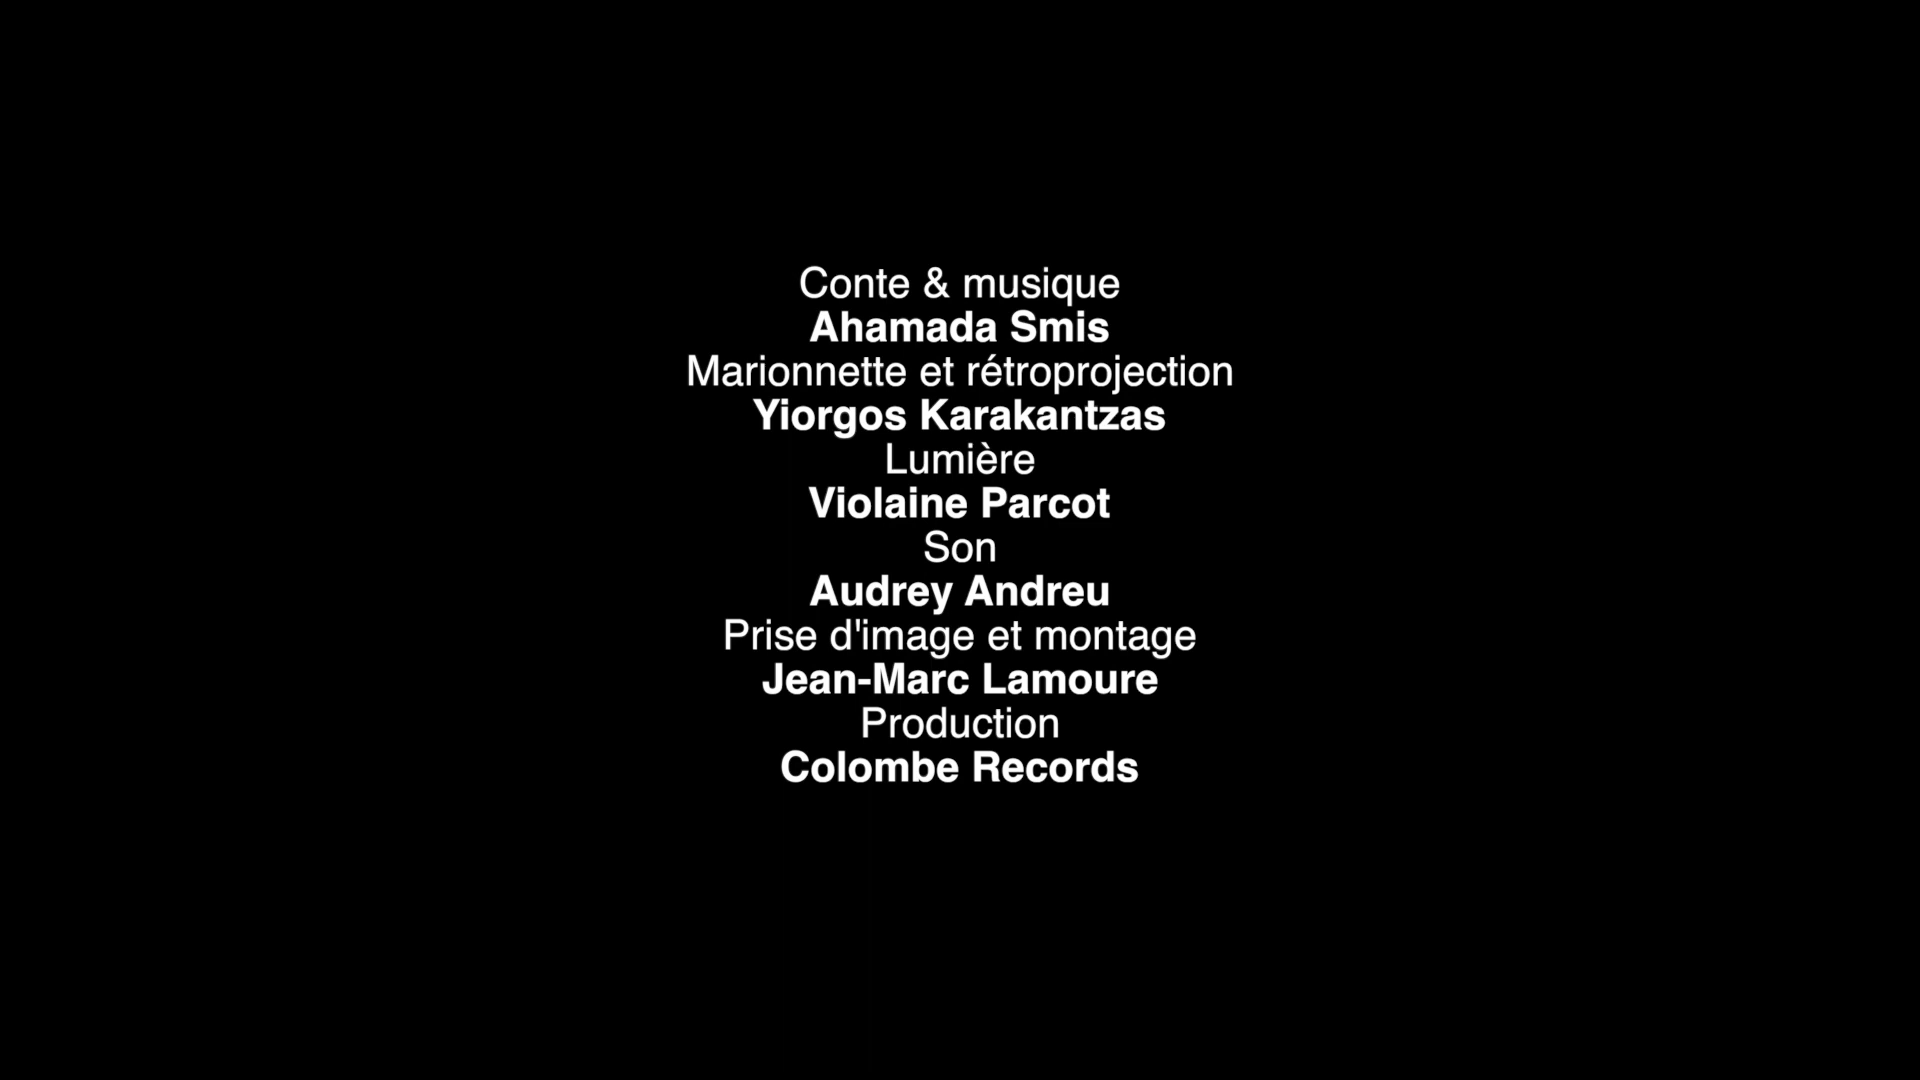 Conte & musique
Ahamada Smis
Marionnette et rétroprojection
Yiorgos Karakantzas
Lumière
Violaine Parcot
Son
Audrey Andreu
Prise d'image et montage
Jean-Marc Lamoure
Production
Colombe Records